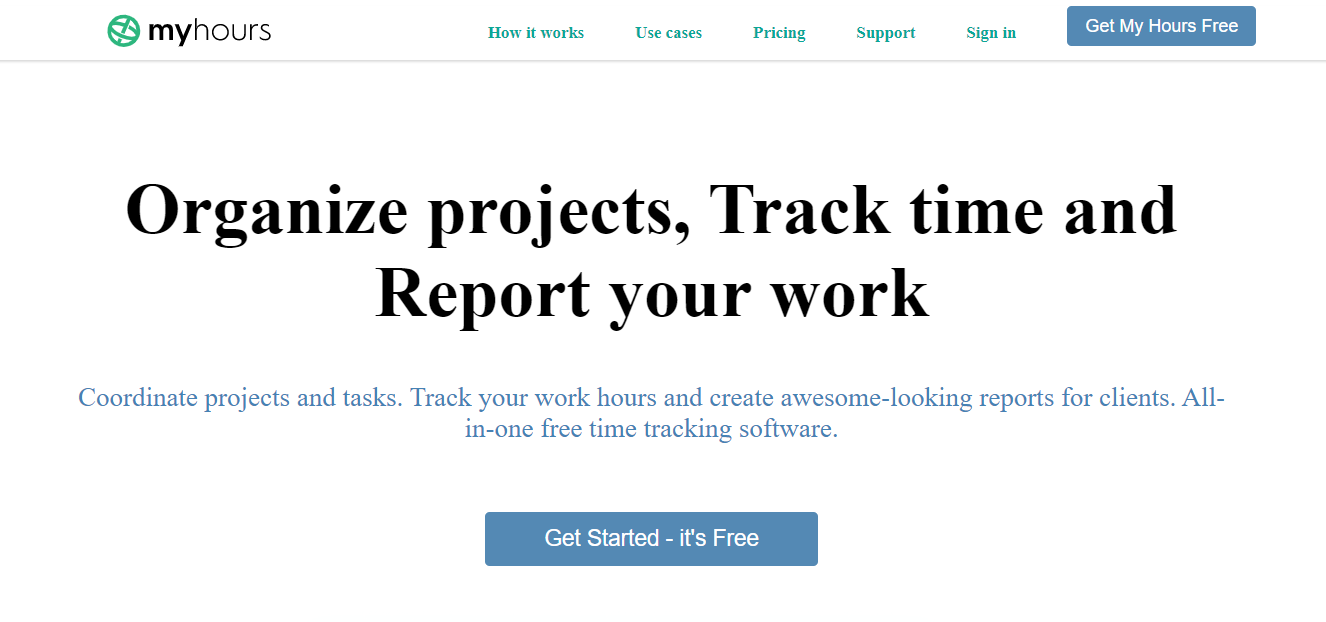 myhours
How it works
Use cases
Pricing
Support
Sign in
Get My Hours Free
Organize projects, Track time and
Report your work
Coordinate projects and tasks. Track your work hours and create awesome-looking reports for clients. All-
in-one free time tracking software.
Get Started - it's Free